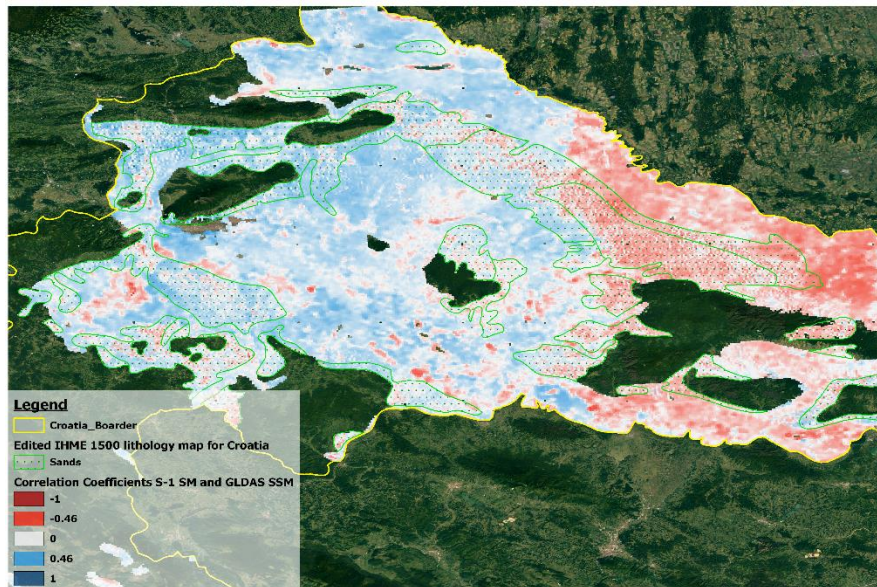 Legend
Croatia_Boarder
Edited IHME 1500 lithology map for Croatia
Sands
Correlation Coefficients S-1 SM and GLDAS SSM
-1
-0.46
0
0.46
1